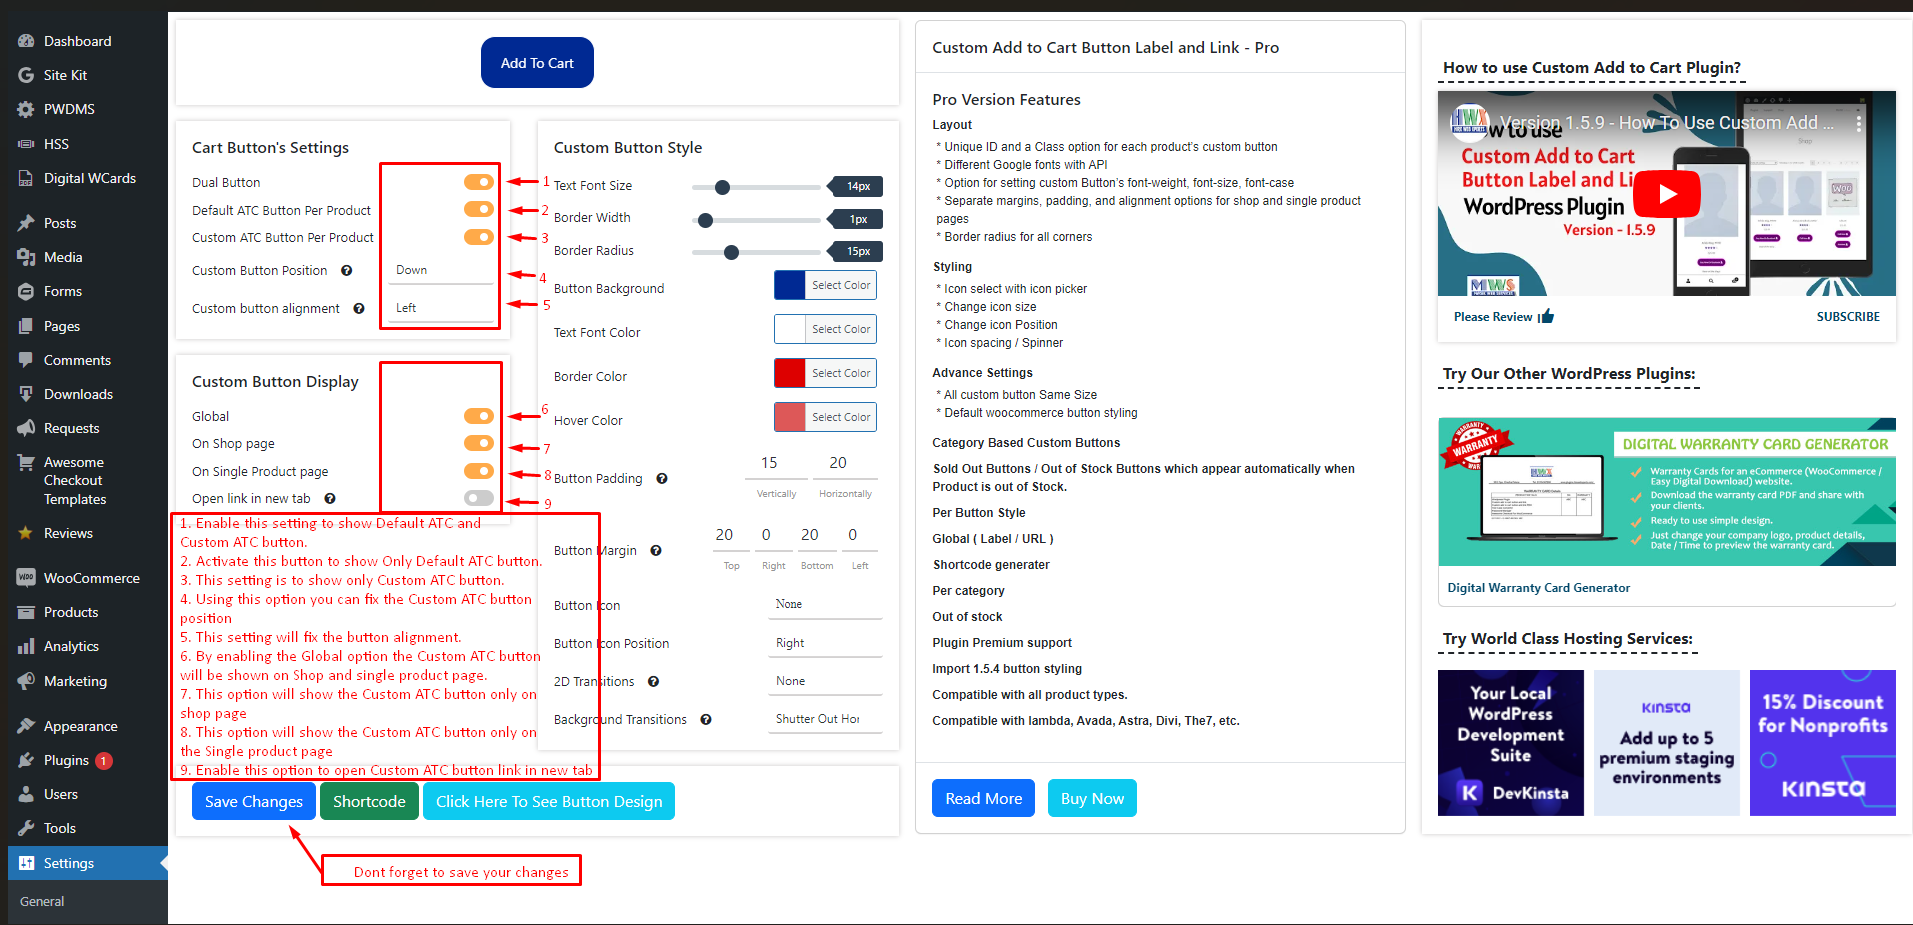 Dashboard
Site Kit
PWDMS
HSS
Digital WCards
Posts
Media
Forms
Pages
Comments
Downloads
Requests
Awesome
Checkout
Templates
Reviews
WooCommerce
Products
Analytics
Marketing
Appearance
Plugins 1
Users
Tools
Settings
General
Add To Cart
Cart Button's Settings
Dual Button
1
Default ATC Button Per Product
2
Custom ATC Button Per Product
3
Custom Button Position ?
Down
4
Custom button alignment ?
Left
5
Custom Button Display
Global
6
On Shop page
7
On Single Product page
8
Open link in new tab ?
9
1. Enable this setting to show Default ATC and
Custom ATC button.
2. Activate this button to show Only Default ATC button.
3. This setting is to show only Custom ATC button.
4. Using this option you can fix the Custom ATC button
position
5. This setting will fix the button alignment.
6. By enabling the Global option the Custom ATC button
will be shown on Shop and single product page.
7. This option will show the Custom ATC button only on
shop page
8. This option will show the Custom ATC button only on
the Single product page
9. Enable this option to open Custom ATC button link in new tab
Custom Button Style
Text Font Size
14px
Border Width
1px
Border Radius
15px
Button Background
Select Color
Text Font Color
Select Color
Border Color
Select Color
Hover Color
Select Color
Button Padding ?
15 20
Vertically Horizontally
Button Margin ?
20 0 20 0
Top Right Bottom Left
Button Icon
None
Button Icon Position
Right
2D Transitions ?
None
Background Transitions ?
Shutter Out Hor
Save Changes
Shortcode
Click Here To See Button Design
Dont forget to save your changes
Custom Add to Cart Button Label and Link - Pro
Pro Version Features
Layout
* Unique ID and a Class option for each product's custom button
* Different Google fonts with API
* Option for setting custom Button's font-weight, font-size, font-case
* Separate margins, padding, and alignment options for shop and single product
pages
* Border radius for all corners
Styling
* Icon select with icon picker
* Change icon size
* Change icon Position
* Icon spacing / Spinner
Advance Settings
* All custom button Same Size
* Default woocommerce button styling
Category Based Custom Buttons
Sold Out Buttons / Out of Stock Buttons which appear automatically when
Product is out of Stock.
Per Button Style
Global ( Label / URL )
Shortcode generater
Per category
Out of stock
Plugin Premium support
Import 1.5.4 button styling
Compatible with all product types.
Compatible with lambda, Avada, Astra, Divi, The7, etc.
Read More
Buy Now
How to use Custom Add to Cart Plugin?
HWX
Version 1.5.9 - How To Use Custom Add ...
w to use
Custom Add to Cart
Button Label and Li
WordPress Plugin
Version - 1.5.9
Shop
MWS
Please Review
SUBSCRIBE
Try Our Other WordPress Plugins:
WARRANTY
WARRANTY
WARRANTY
DIGITAL WARRANTY CARD GENERATOR
Warranty Cards for an eCommerce (WooCommerce /
Easy Digital Download) website.
Download the warranty card PDF and share with
your clients.
Ready to use simple design.
Just change your company logo, product details,
Date / Time to preview the warranty card.
Digital Warranty Card Generator
Try World Class Hosting Services:
Your Local
WordPress
Development
Suite
K DevKinsta
KINSTA
Add up to 5
premium staging
environments
15% Discount
for Nonprofits
KINSTA